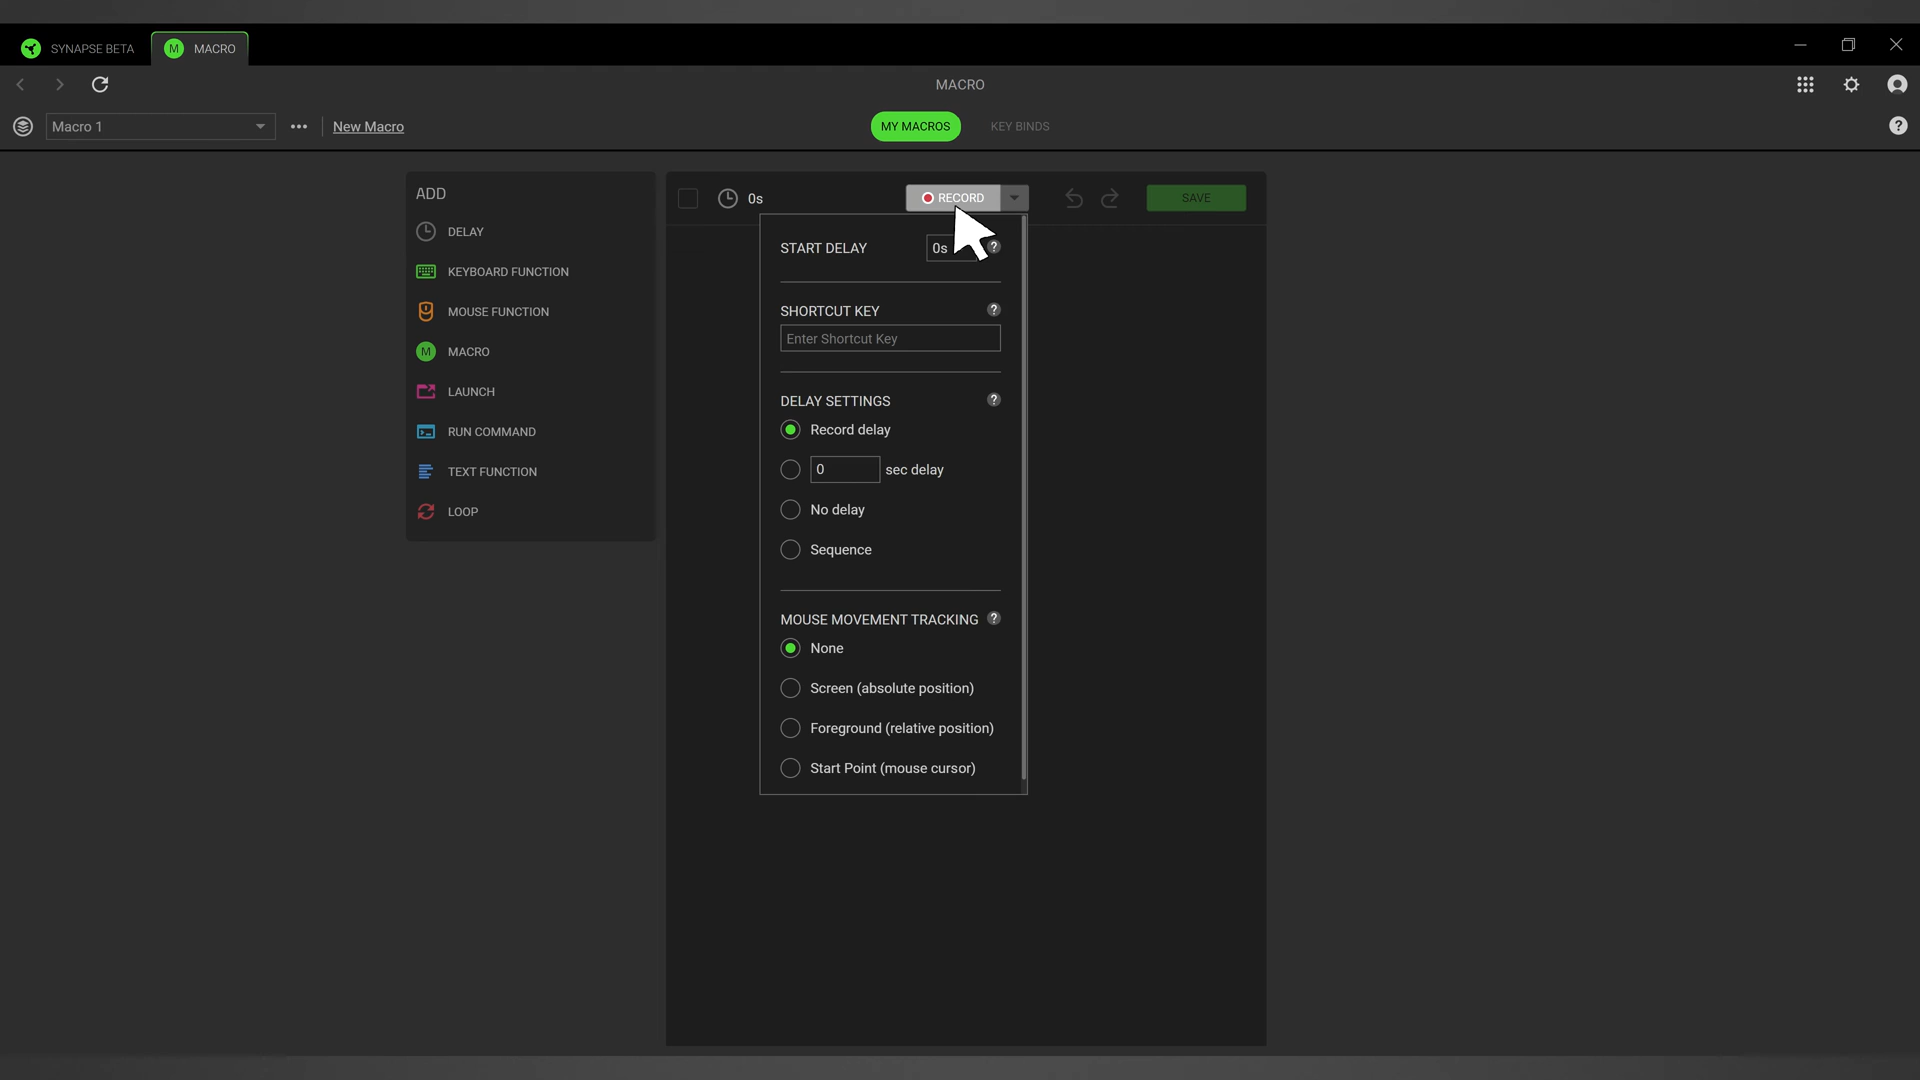 SYNAPSE BETA
M MACRO
MACRO
Macro 1
New Macro
MY MACROS
KEY BINDS
?
ADD
DELAY
KEYBOARD FUNCTION
MOUSE FUNCTION
M MACRO
LAUNCH
RUN COMMAND
TEXT FUNCTION
LOOP
0s
RECORD
SAVE
START DELAY 0s ?
SHORTCUT KEY ?
Enter Shortcut Key
DELAY SETTINGS ?
Record delay
0 sec delay
No delay
Sequence
MOUSE MOVEMENT TRACKING ?
None
Screen (absolute position)
Foreground (relative position)
Start Point (mouse cursor)